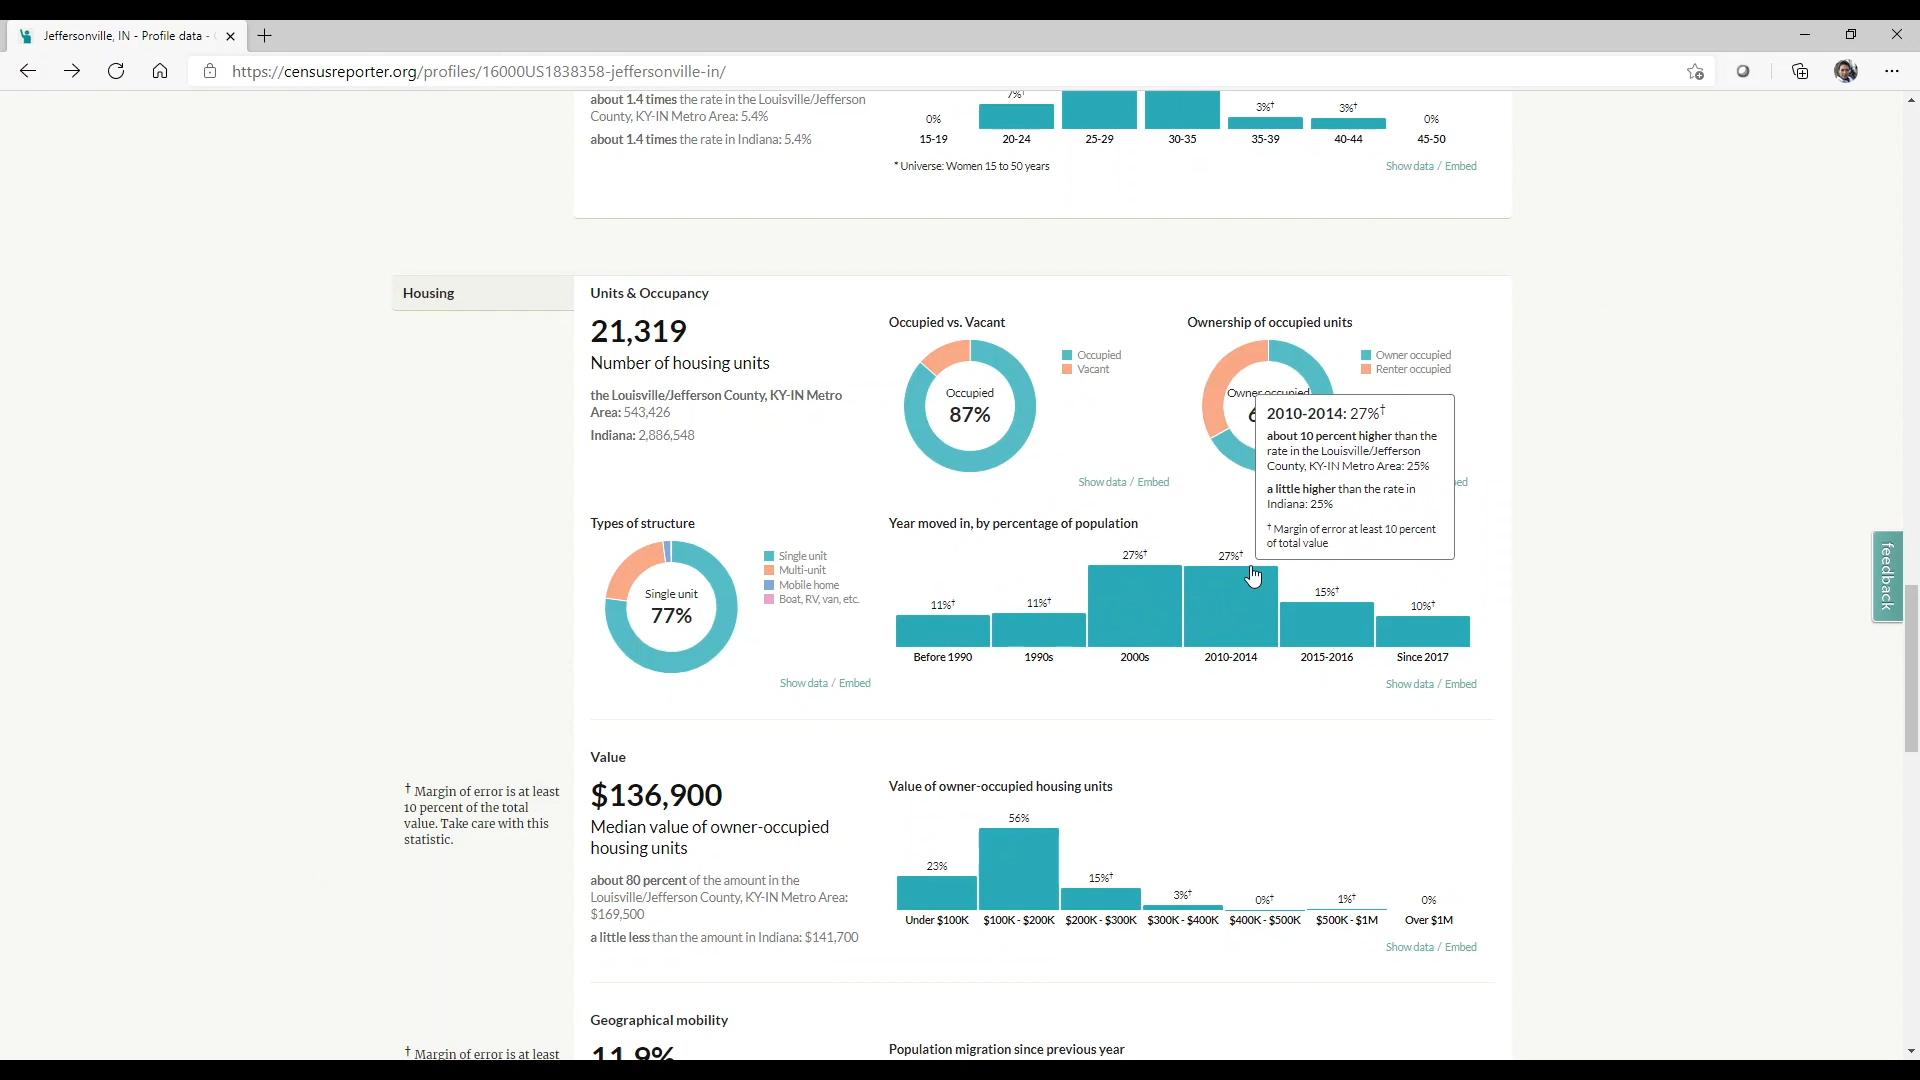 Jeffersonville, IN - Profile data -
https://censusreporter.org/profiles/16000US1838358-jeffersonville-in/
about 1.4 times the rate in the Louisville/Jefferson
County, KY-IN Metro Area: 5.4%
about 1.4 times the rate in Indiana: 5.4%
0% 7%† 3%† 3%† 0%
15-19 20-24 25-29 30-35 35-39 40-44 45-50
* Universe: Women 15 to 50 years
Show data / Embed
Housing
Units & Occupancy
21,319
Number of housing units
the Louisville/Jefferson County, KY-IN Metro
Area: 543,426
Indiana: 2,886,548
Occupied vs. Vacant
Occupied
Vacant
Occupied
87%
Show data / Embed
Ownership of occupied units
Owner occupied
Renter occupied
Owner occupied
2010-2014: 27%†
about 10 percent higher than the
rate in the Louisville/Jefferson
County, KY-IN Metro Area: 25%
a little higher than the rate in
Indiana: 25%
† Margin of error at least 10 percent
of total value
Types of structure
Single unit
Multi-unit
Mobile home
Boat, RV, van, etc.
Single unit
77%
Show data / Embed
Year moved in, by percentage of population
11%† 11%† 27%† 27%† 15%† 10%†
Before 1990 1990s 2000s 2010-2014 2015-2016 Since 2017
Show data / Embed
feedback
† Margin of error is at least
10 percent of the total
value. Take care with this
statistic.
Value
$136,900
Median value of owner-occupied
housing units
about 80 percent of the amount in the
Louisville/Jefferson County, KY-IN Metro Area:
$169,500
a little less than the amount in Indiana: $141,700
Value of owner-occupied housing units
23% 56% 15%† 3%† 0%† 1%† 0%
Under $100K $100K - $200K $200K - $300K $300K - $400K $400K - $500K $500K - $1M Over $1M
Show data / Embed
† Margin of error is at least
Geographical mobility
11.9%
Population migration since previous year